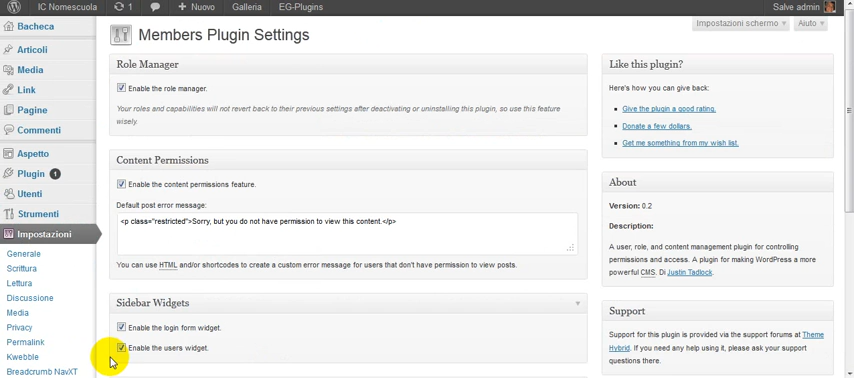 IC Nomescuola 1 Nuovo Galleria EG-Plugins Salve admin
Impostazioni schermo Aiuto
Bacheca
Articoli
Media
Link
Pagine
Commenti
Aspetto
Plugin 1
Utenti
Strumenti
Impostazioni
Generale
Scrittura
Lettura
Discussione
Media
Privacy
Permalink
Kwebble
Breadcrumb NavXT
Members Plugin Settings
Role Manager
Enable the role manager.
Your roles and capabilities will not revert back to their previous settings after deactivating or uninstalling this plugin, so use this feature
wisely.
Content Permissions
Enable the content permissions feature.
Default post error message:
<p class="restricted">Sorry, but you do not have permission to view this content.</p>
You can use HTML and/or shortcodes to create a custom error message for users that don't have permission to view posts.
Sidebar Widgets
Enable the login form widget.
Enable the users widget.
Like this plugin?
Here's how you can give back:
Give the plugin a good rating.
Donate a few dollars.
Get me something from my wish list.
About
Version: 0.2
Description:
A user, role, and content management plugin for controlling
permissions and access. A plugin for making WordPress a more
powerful CMS. Di Justin Tadlock.
Support
Support for this plugin is provided via the support forums at Theme
Hybrid. If you need any help using it, please ask your support
questions there.